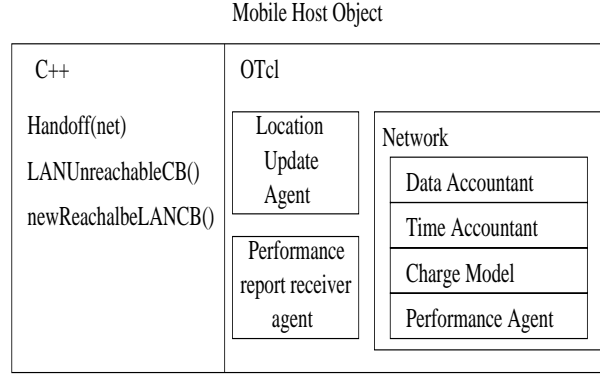 Mobile Host Object
C++
Handoff(net)
LANUnreachableCB()
newReachalbeLANCB()
OTcl
Location
Update
Agent
Performance
report receiver
agent
Network
Data Accountant
Time Accountant
Charge Model
Performance Agent